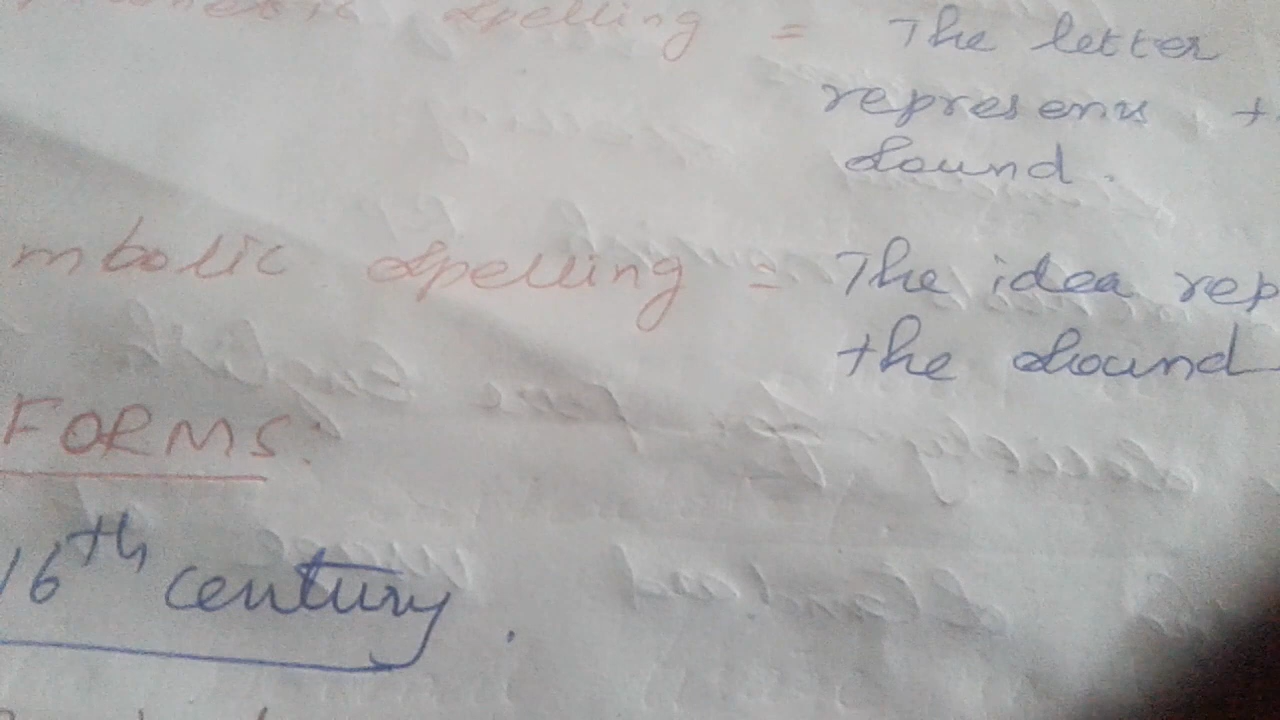 Spelling = The letter
represents
sound.
mbolic spelling = The idea rep
the sound
FORMS:
16th century.